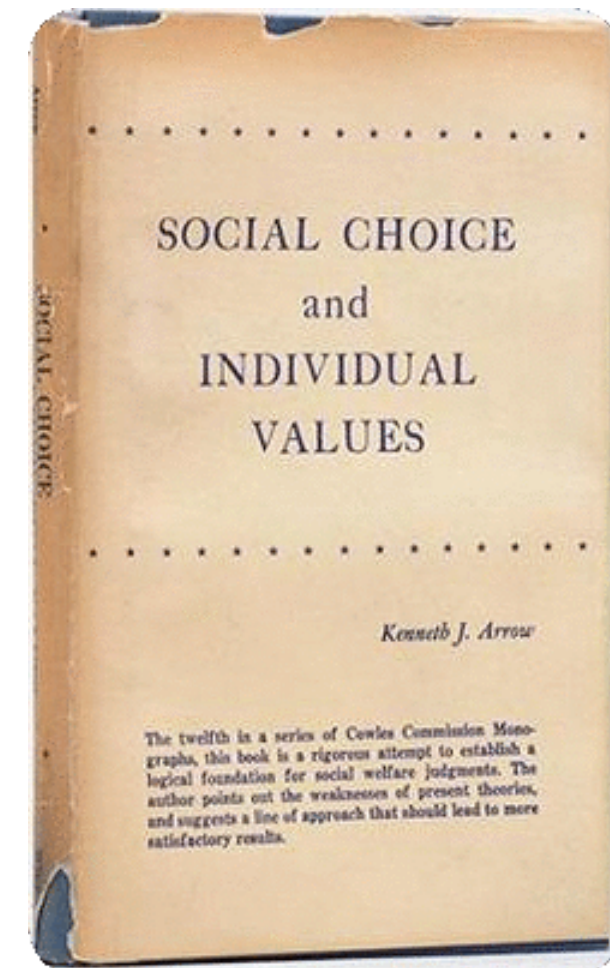 SOCIAL CHOICE
SOCIAL CHOICE
and
INDIVIDUAL
VALUES
Kenneth J. Arrow
The twelfth in a series of Cowles Commission Mono-
graphs, this book is a rigorous attempt to establish a
logical foundation for social welfare judgments. The
author points out the weaknesses of present theories,
and suggests a line of approach that should lead to more
satisfactory results.